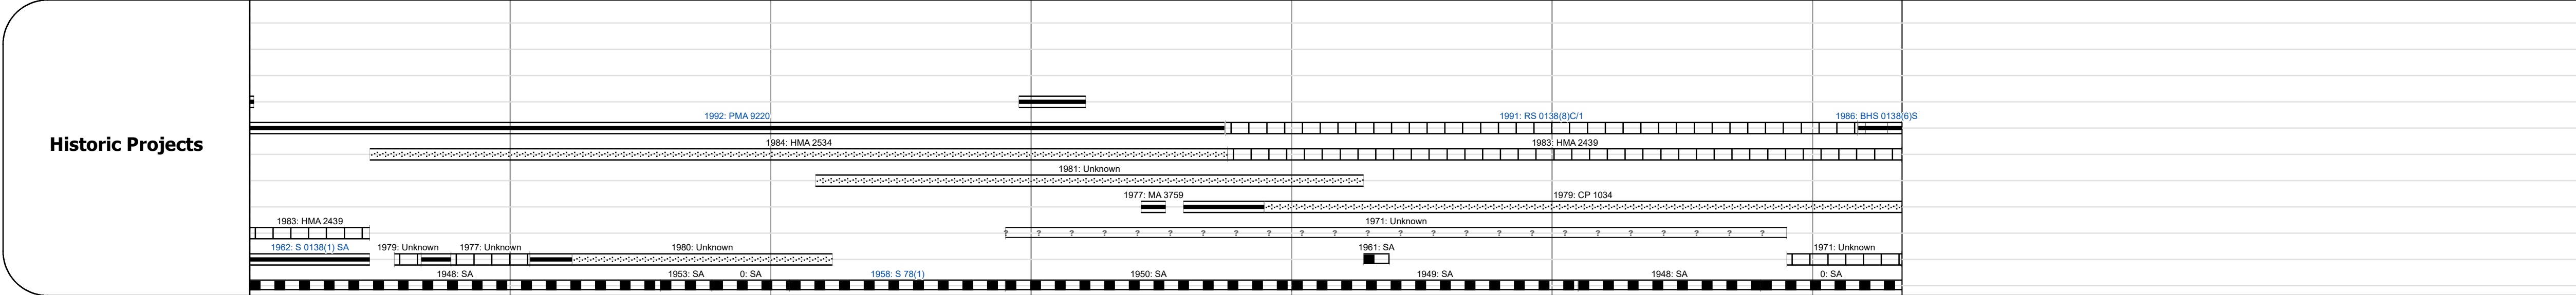 1992: PMA 9220 1991: RS 0138(8)C/1 1986: BHS 0138(6)S
1984: HMA 2534 1983: HMA 2439
Historic Projects
1981: Unknown
1977: MA 3759 1979: CP 1034
1983: HMA 2439 1971: Unknown
? ? ? ? ? ? ? ? ? ? ? ? ? ? ? ? ? ? ? ? ? ? ? ?
1962: S 0138(1) SA 1979: Unknown 1977: Unknown 1980: Unknown 1961: SA 1971: Unknown
1948: SA 1953: SA 0: SA 1958: S 78(1) 1950: SA 1949: SA 1948: SA 0: SA